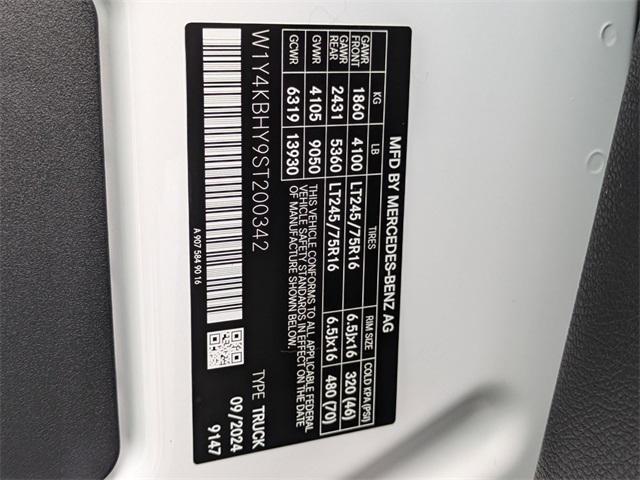 MFD BY MERCEDES-BENZ AG
KG LB TIRES RIM SIZE COLD KPA (PSI)
GAWR FRONT 1860 4100 LT245/75R16 6.5Jx16 320 (46)
GAWR REAR 2431 5360 LT245/75R16 6.5Jx16 480 (70)
GVWR 4105 9050
GCWR 6319 13930
THIS VEHICLE CONFORMS TO ALL APPLICABLE FEDERAL
VEHICLE SAFETY STANDARDS IN EFFECT ON THE DATE
OF MANUFACTURE SHOWN BELOW.
W1Y4KBHY9ST200342
TYPE TRUCK
09/2024
9147
A 907 584 90 16